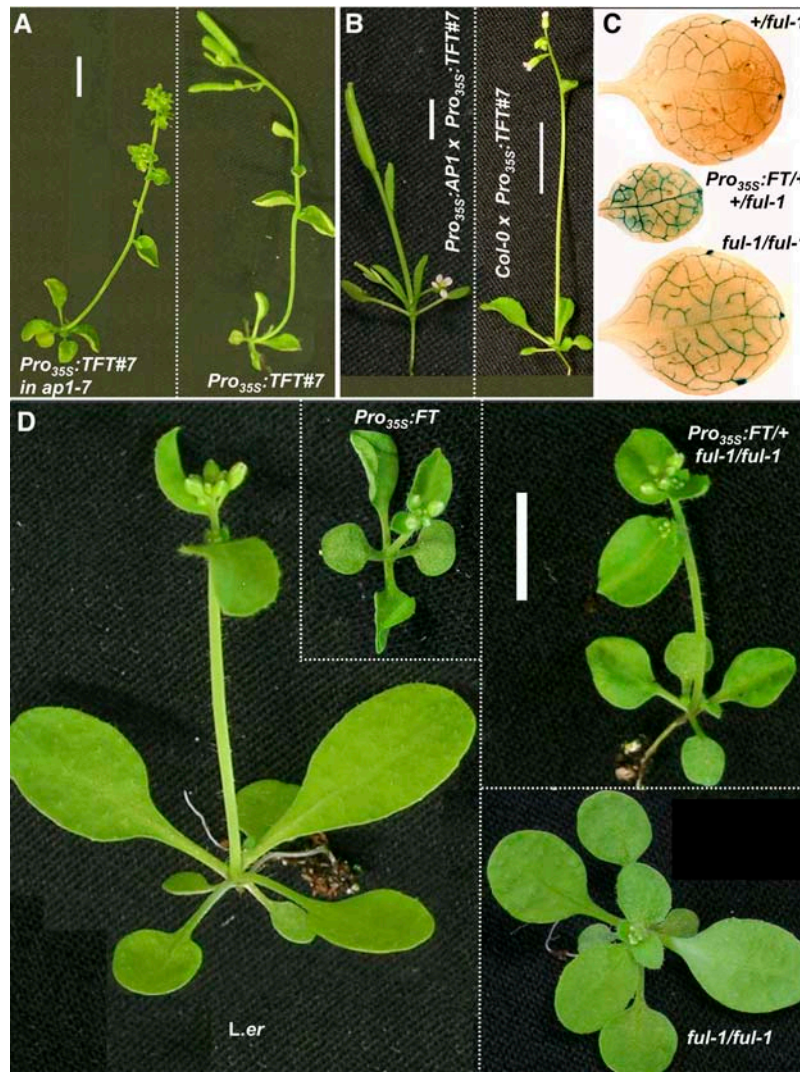 A
Pro35S:TFT#7
in ap1-7
Pro35S:TFT#7
B
Pro35S:AP1 x Pro35S:TFT#7
Col-0 x Pro35S:TFT#7
C
+/ful-1
Pro35S:FT/+
+/ful-1
ful-1/ful-1
D
L.er
Pro35S:FT
Pro35S:FT/+
ful-1/ful-1
ful-1/ful-1